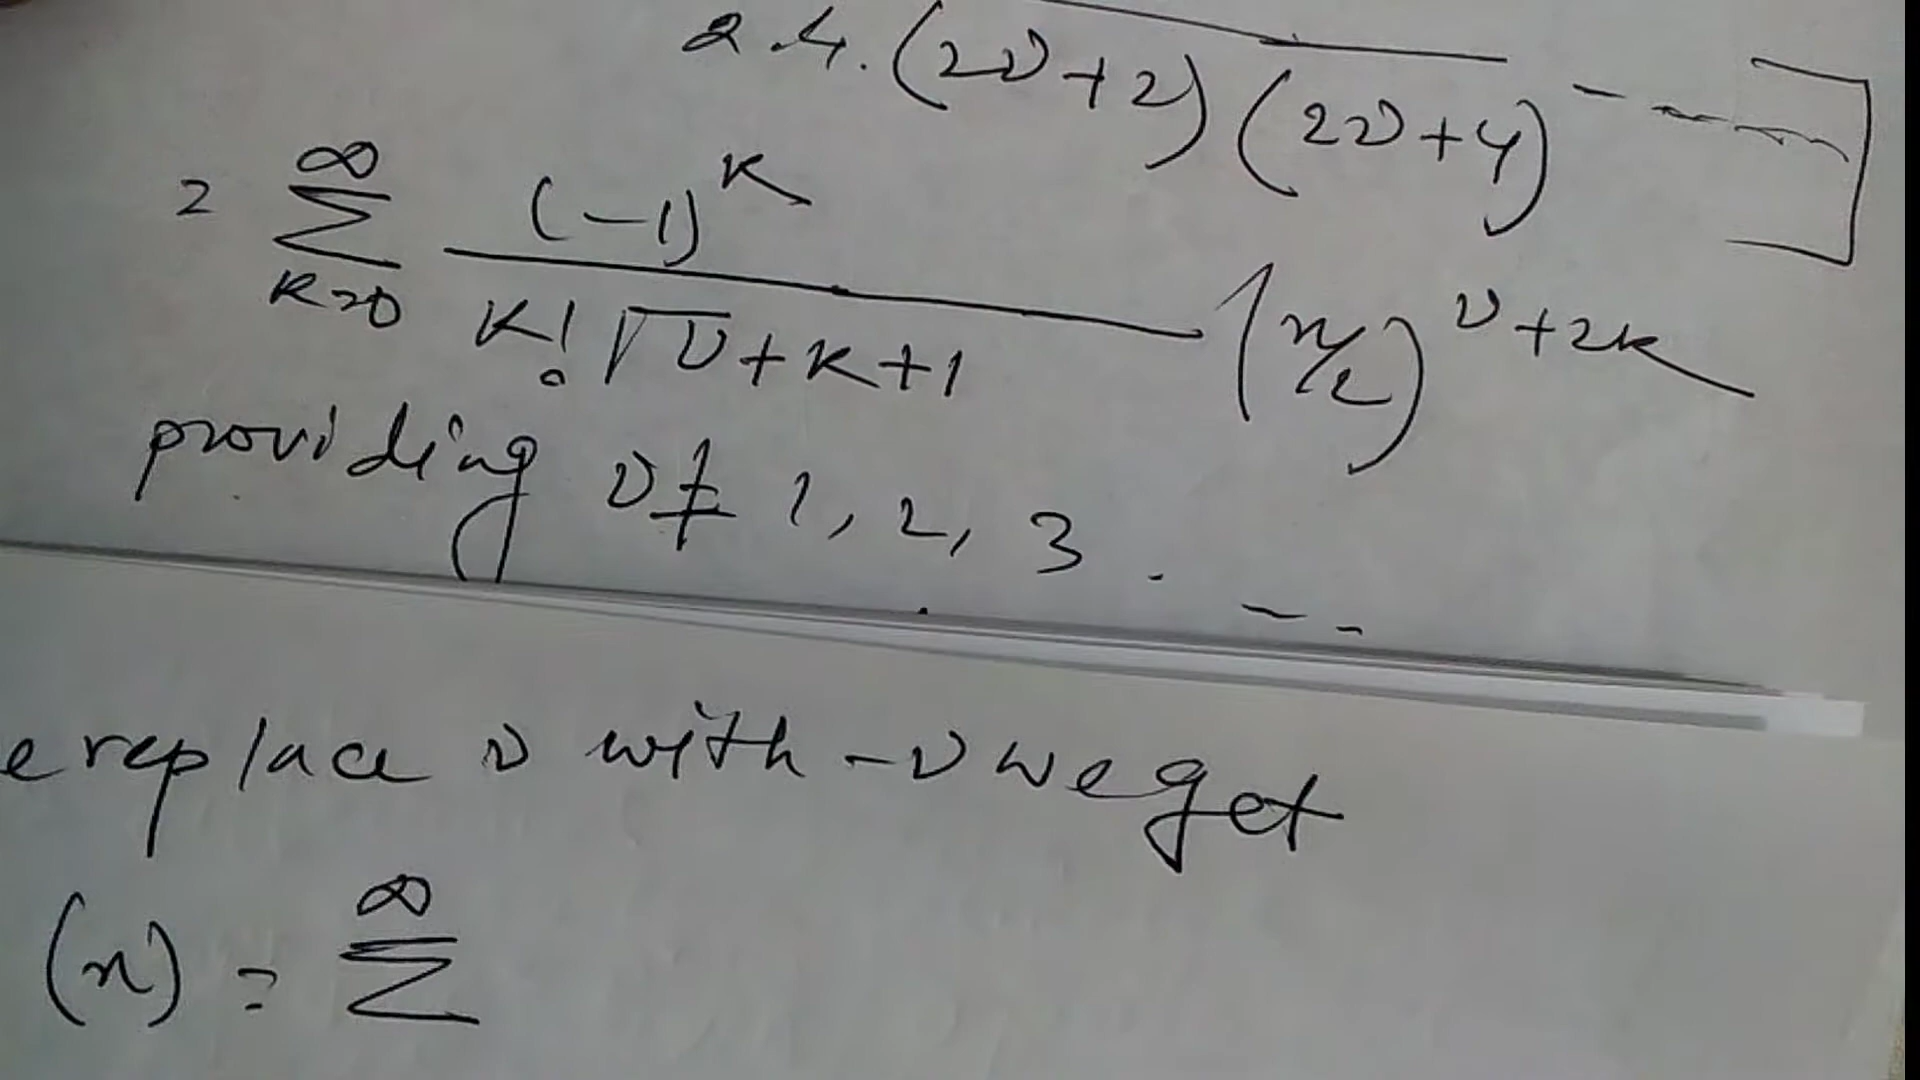 2.4.(2ν+2)(2ν+4) - - - - ]
= ∞ Σ k=0 (-1)^k / k! Γν+k+1 (x/2)^ν+2k
providing ν ≠ 1, 2, 3. - -
e replace ν with -ν we get
(x) = ∞ Σ